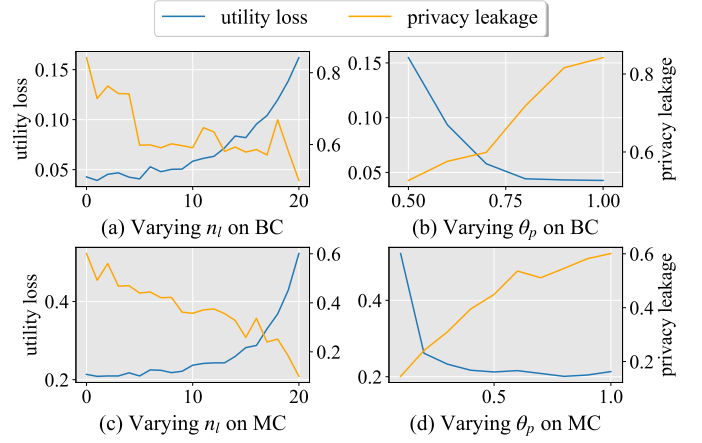 utility loss privacy leakage
utility loss
0.15
0.10
0.05
0.8
0.6
0 10 20
(a) Varying n_l on BC
0.15
0.10
0.05
0.8
0.6
privacy leakage
0.50 0.75 1.00
(b) Varying θ_p on BC
utility loss
0.4
0.2
0.6
0.4
0.2
0 10 20
(c) Varying n_l on MC
0.4
0.2
0.6
0.4
0.2
privacy leakage
0.5 1.0
(d) Varying θ_p on MC